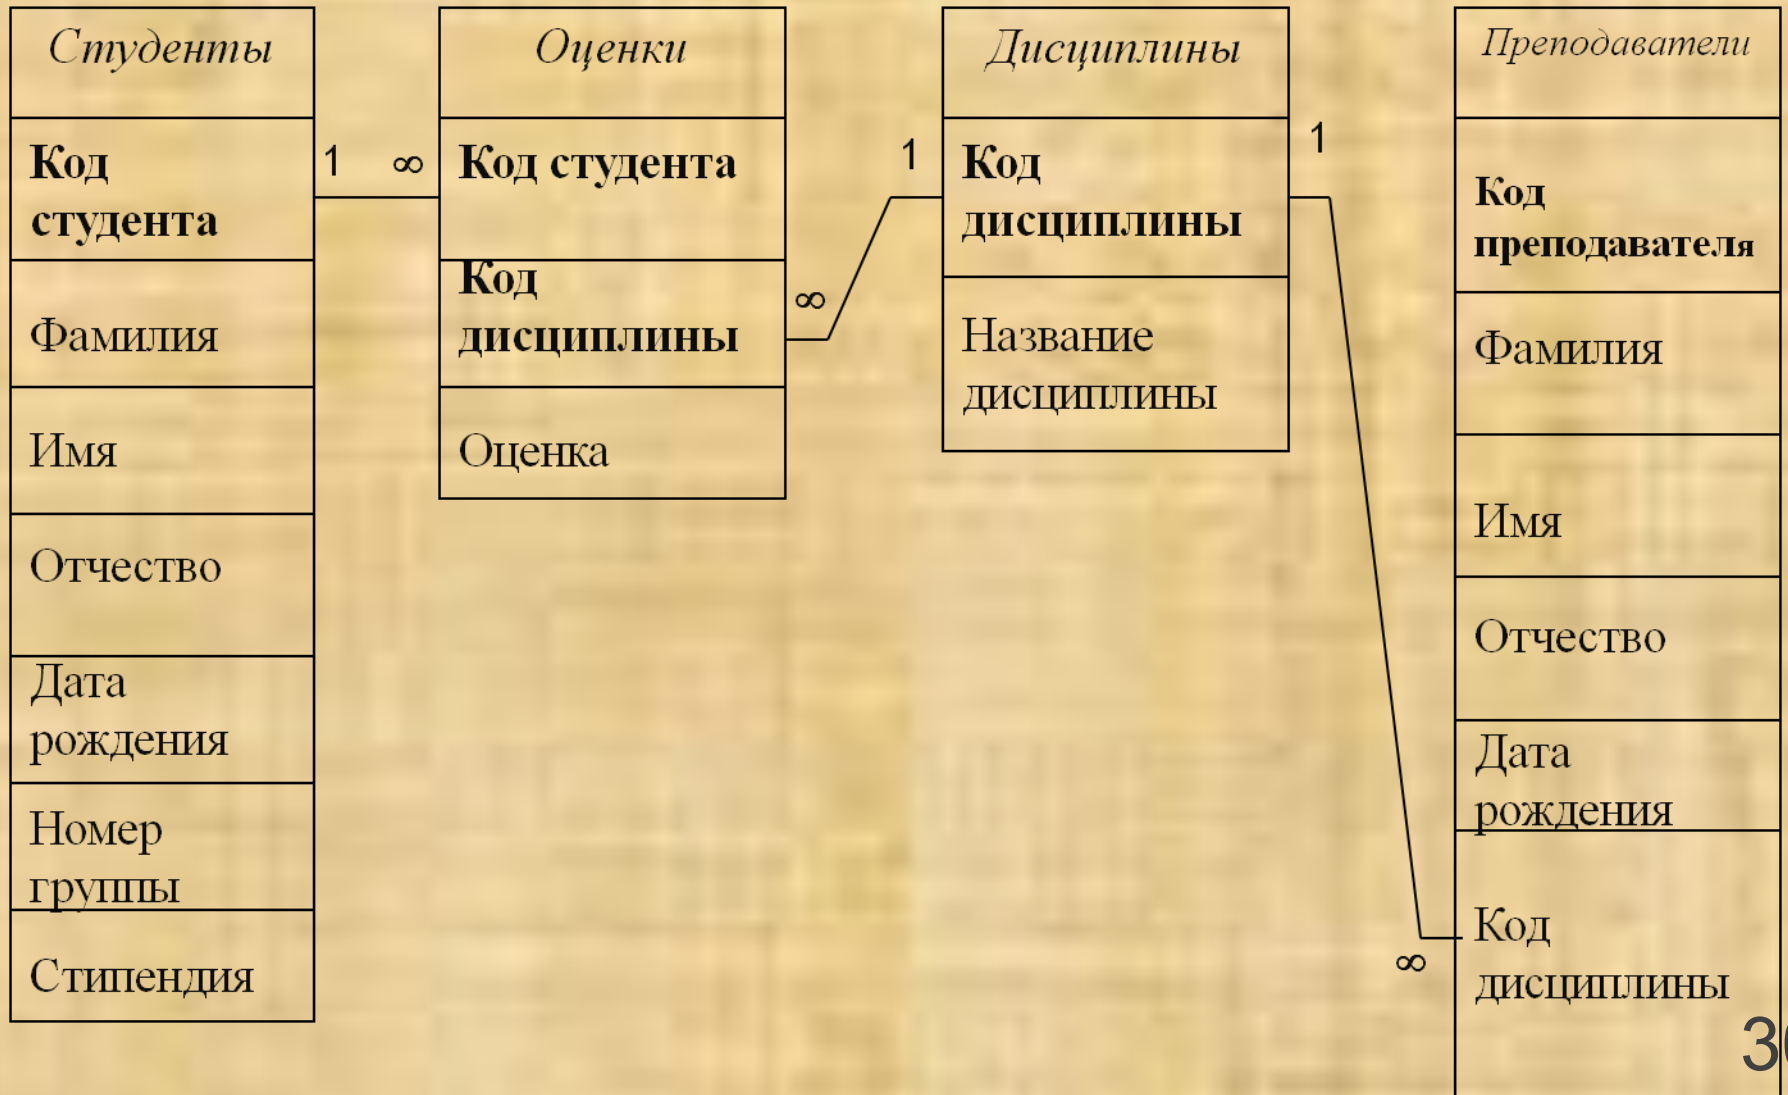 Студенты
Код
студента
Фамилия
Имя
Отчество
Дата
рождения
Номер
группы
Стипендия
1
∞
Оценки
Код студента
Код
дисциплины
Оценка
∞
1
Дисциплины
Код
дисциплины
Название
дисциплины
1
∞
Преподаватели
Код
преподавателя
Фамилия
Имя
Отчество
Дата
рождения
Код
дисциплины